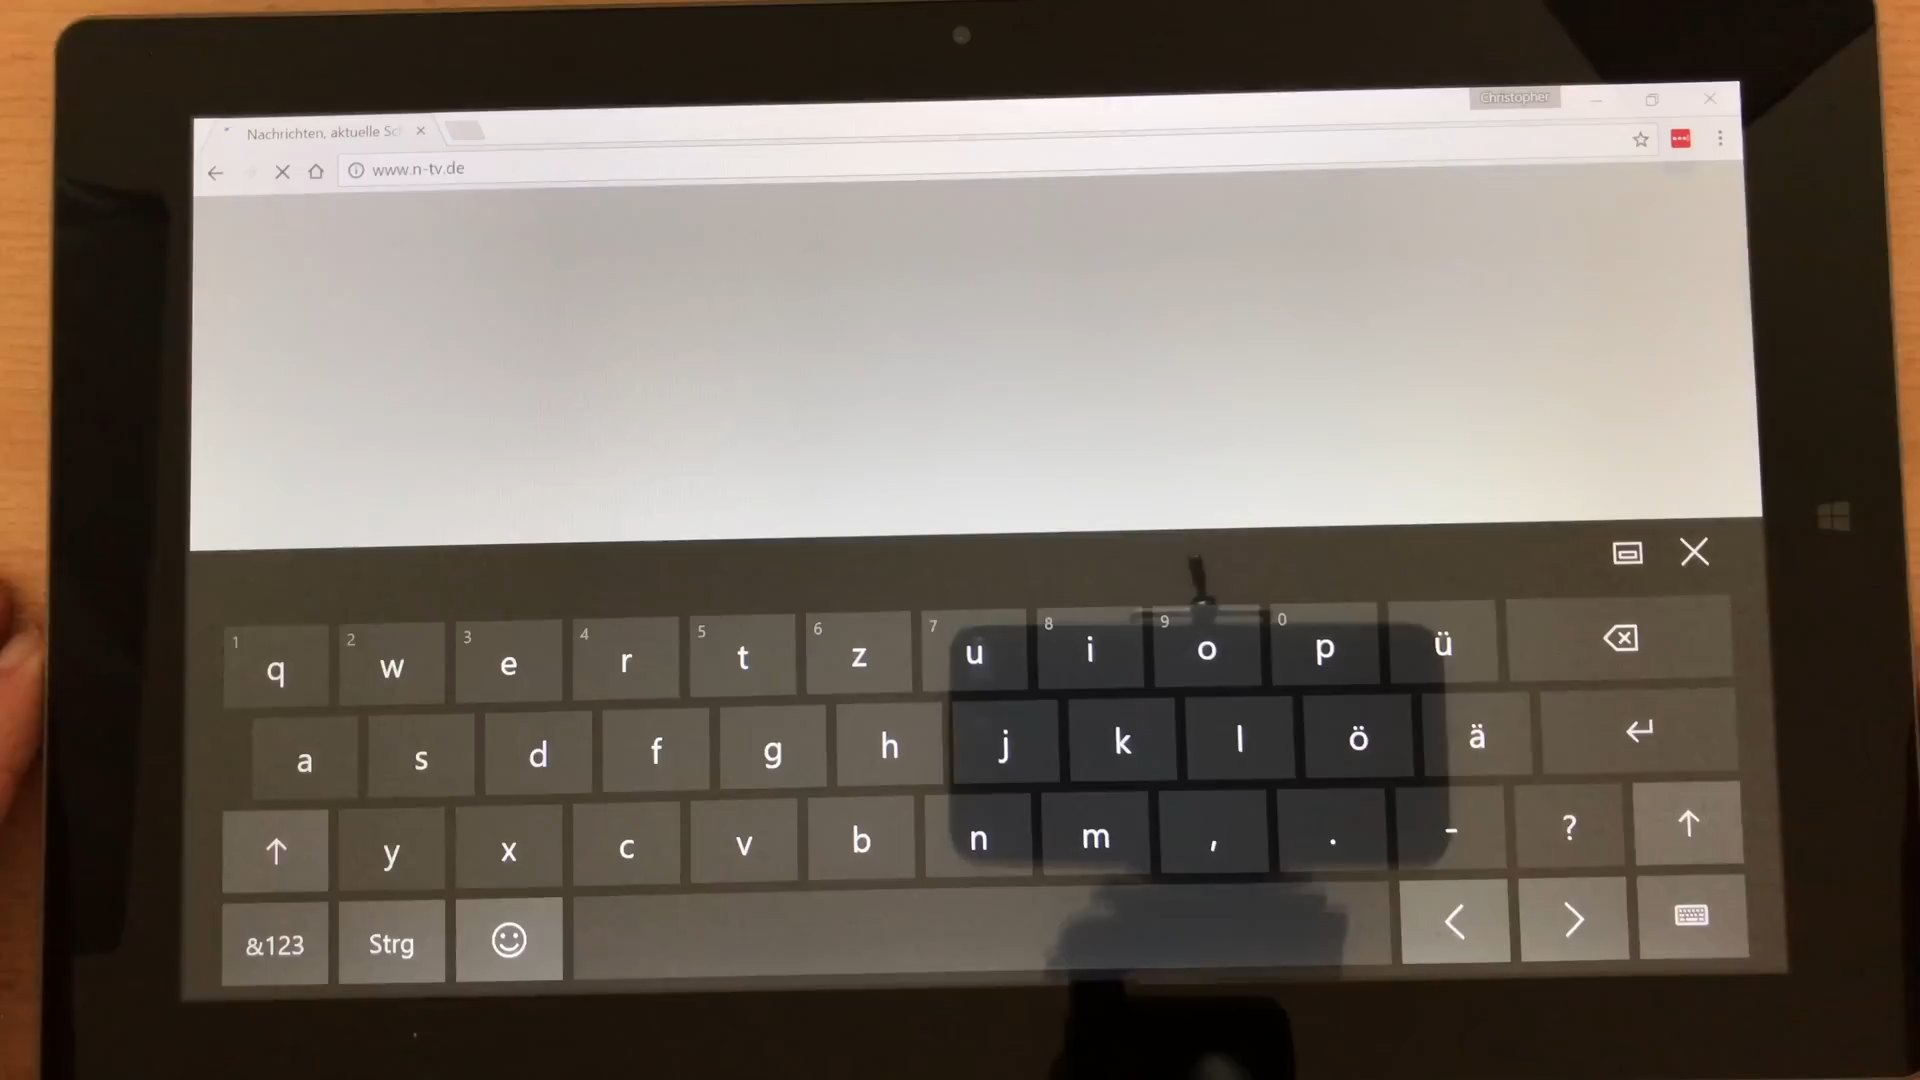 Christopher
Nachrichten, aktuelle Sc
www.n-tv.de
1 2 3 4 5 6 7 8 9 0
q w e r t z u i o p ü
a s d f g h j k l ö ä
y x c v b n m , . - ?
&123 Strg